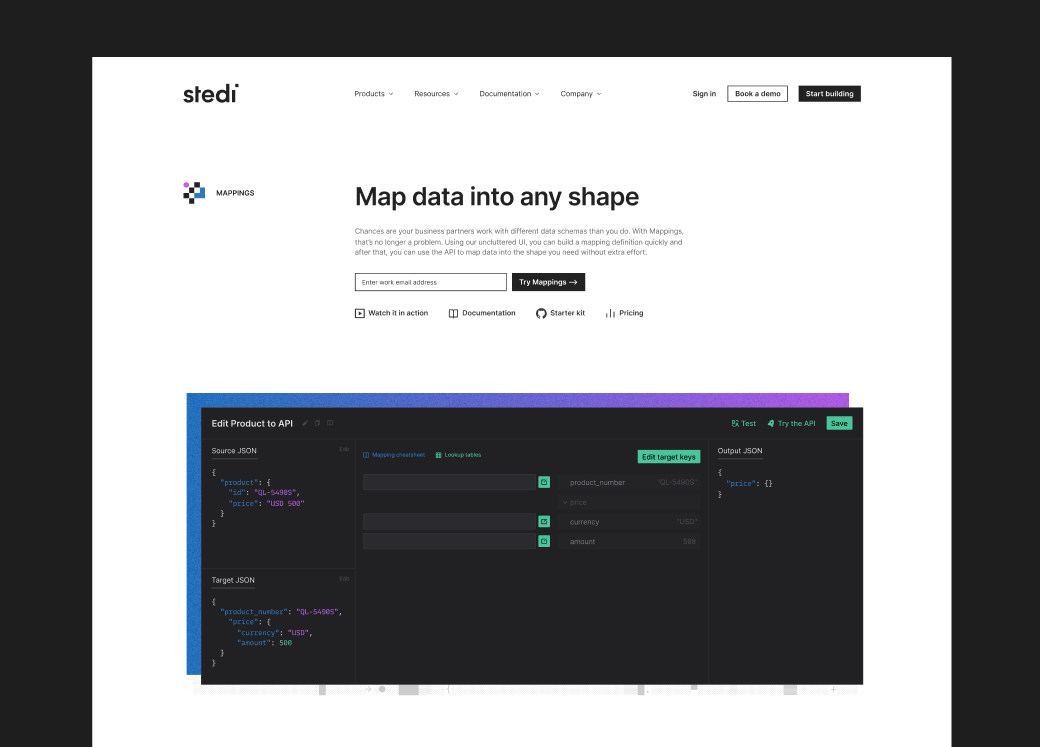 stedi
Products
Resources
Documentation
Company
Sign in
Book a demo
Start building
MAPPINGS
Map data into any shape
Chances are your business partners work with different data schemas than you do. With Mappings,
that's no longer a problem. Using our uncluttered UI, you can build a mapping definition quickly and
after that, you can use the API to map data into the shape you need without extra effort.
Enter work email address
Try Mappings →
Watch it in action
Documentation
Starter kit
Pricing
Edit Product to API
Test
Try the API
Save
Source JSON
Edit
{
"product": {
"id": "QL-5490S",
"price": "USD 500"
}
}
Target JSON
Edit
{
"product_number": "QL-5490S",
"price": {
"currency": "USD",
"amount": 500
}
}
Mapping cheatsheet
Lookup tables
Edit target keys
product_number "QL-5490S"
price
currency "USD"
amount 500
Output JSON
{
"price": {}
}